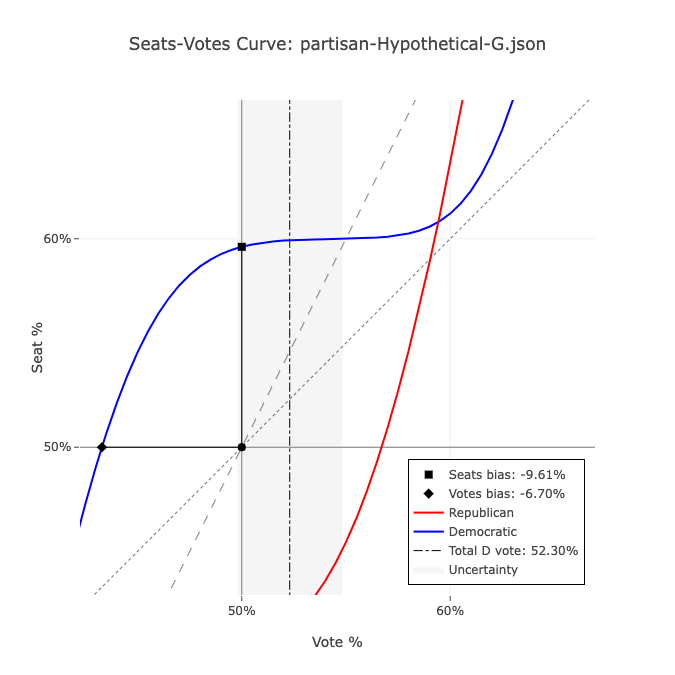 Seats-Votes Curve: partisan-Hypothetical-G.json
60%
50%
Seat %
50%
60%
Vote %
Seats bias: -9.61%
Votes bias: -6.70%
Republican
Democratic
Total D vote: 52.30%
Uncertainty